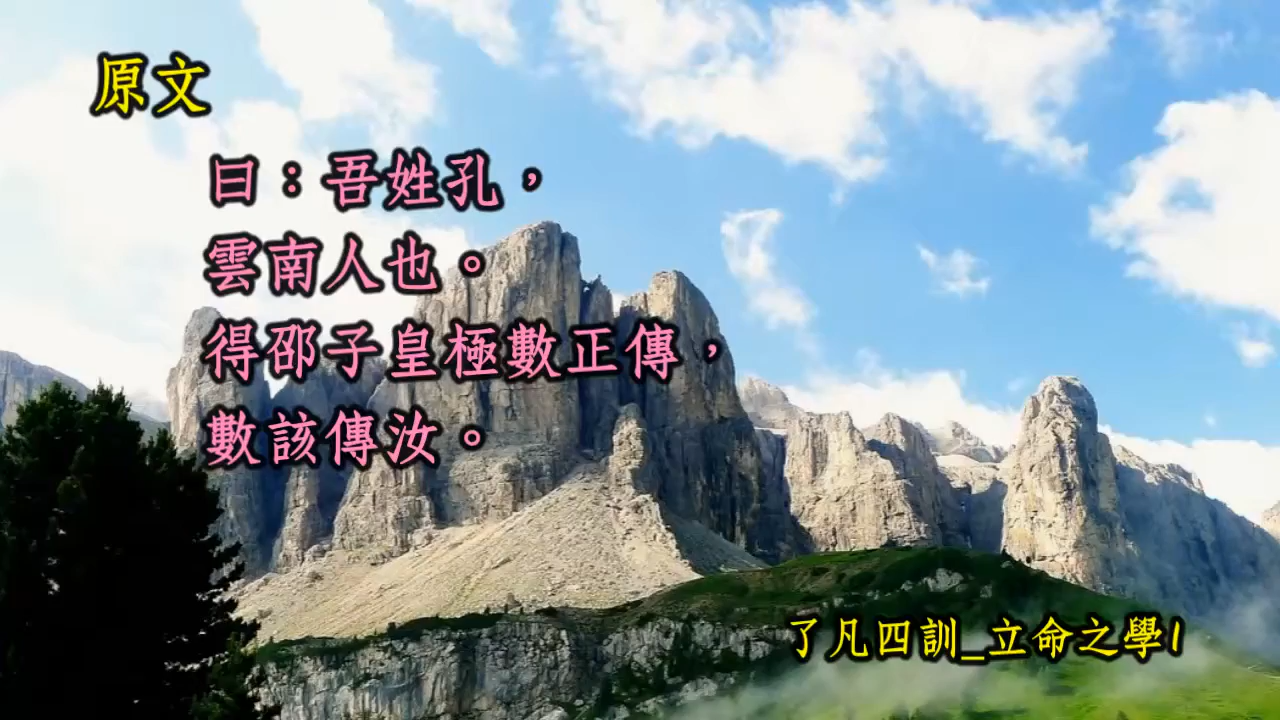 原文
曰：吾姓孔，
雲南人也。
得邵子皇極數正傳，
數該傳汝。
了凡四訓_立命之學1